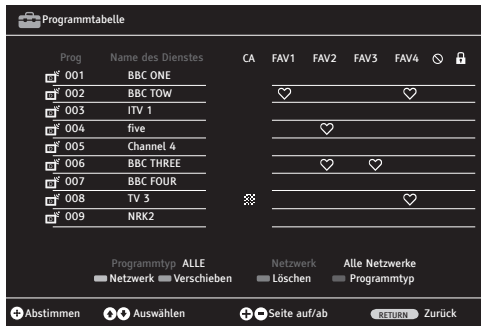 Programmtabelle
Prog Name des Dienstes CA FAV1 FAV2 FAV3 FAV4
001 BBC ONE
002 BBC TOW
003 ITV 1
004 five
005 Channel 4
006 BBC THREE
007 BBC FOUR
008 TV 3
009 NRK2
Programmtyp ALLE Netzwerk Alle Netzwerke
Netzwerk Verschieben Löschen Programmtyp
Abstimmen Auswählen Seite auf/ab RETURN Zurück